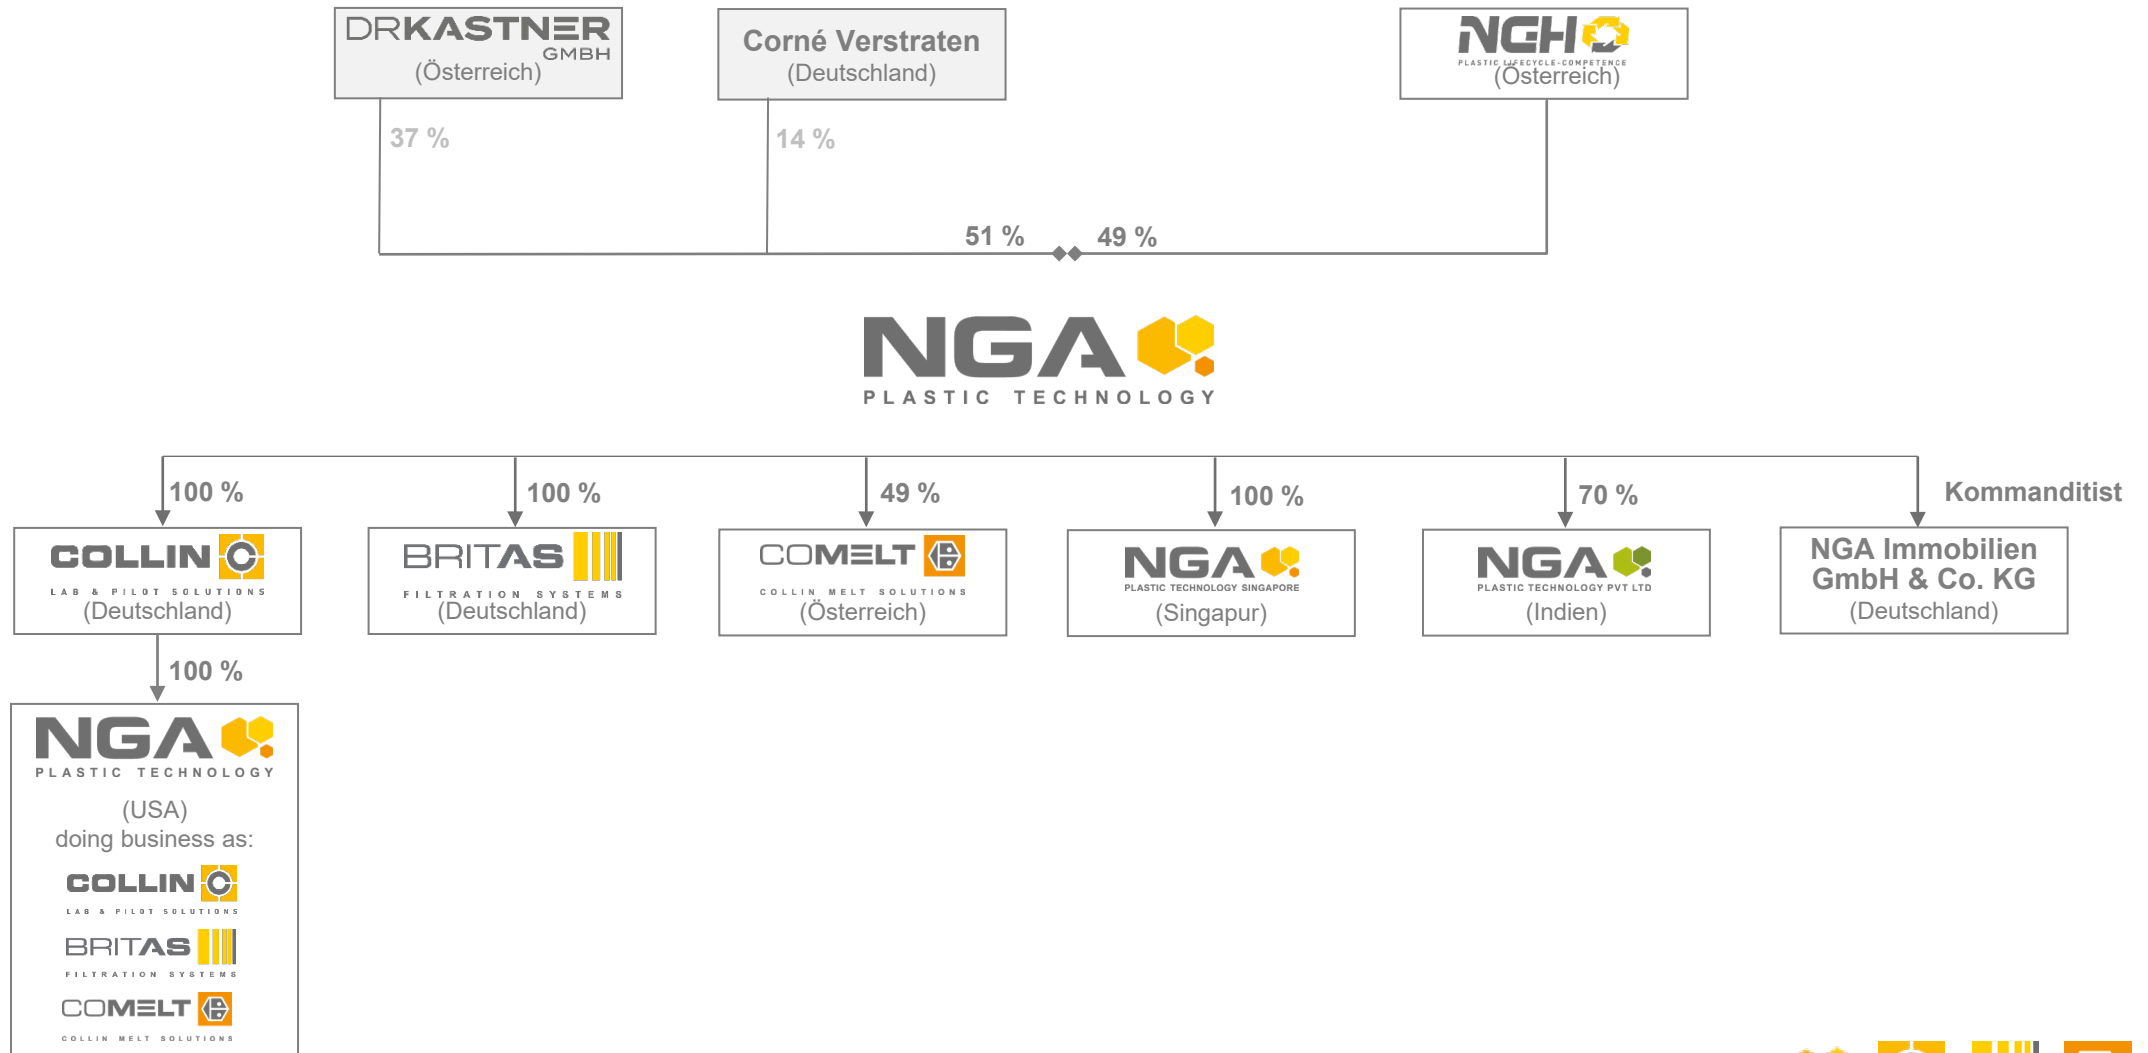 DRKASTNER
GMBH
(Österreich)
Corné Verstraten
(Deutschland)
NGH
PLASTIC LIFECYCLE-COMPETENCE
(Österreich)
37 %
14 %
51 %
49 %
NGA
PLASTIC TECHNOLOGY
100 %
100 %
49 %
100 %
70 %
Kommanditist
COLLIN
LAB & PILOT SOLUTIONS
(Deutschland)
BRITAS
FILTRATION SYSTEMS
(Deutschland)
COMELT
COLLIN MELT SOLUTIONS
(Österreich)
NGA
PLASTIC TECHNOLOGY SINGAPORE
(Singapur)
NGA
PLASTIC TECHNOLOGY PVT LTD
(Indien)
NGA Immobilien
GmbH & Co. KG
(Deutschland)
100 %
NGA
PLASTIC TECHNOLOGY
(USA)
doing business as:
COLLIN
LAB & PILOT SOLUTIONS
BRITAS
FILTRATION SYSTEMS
COMELT
COLLIN MELT SOLUTIONS